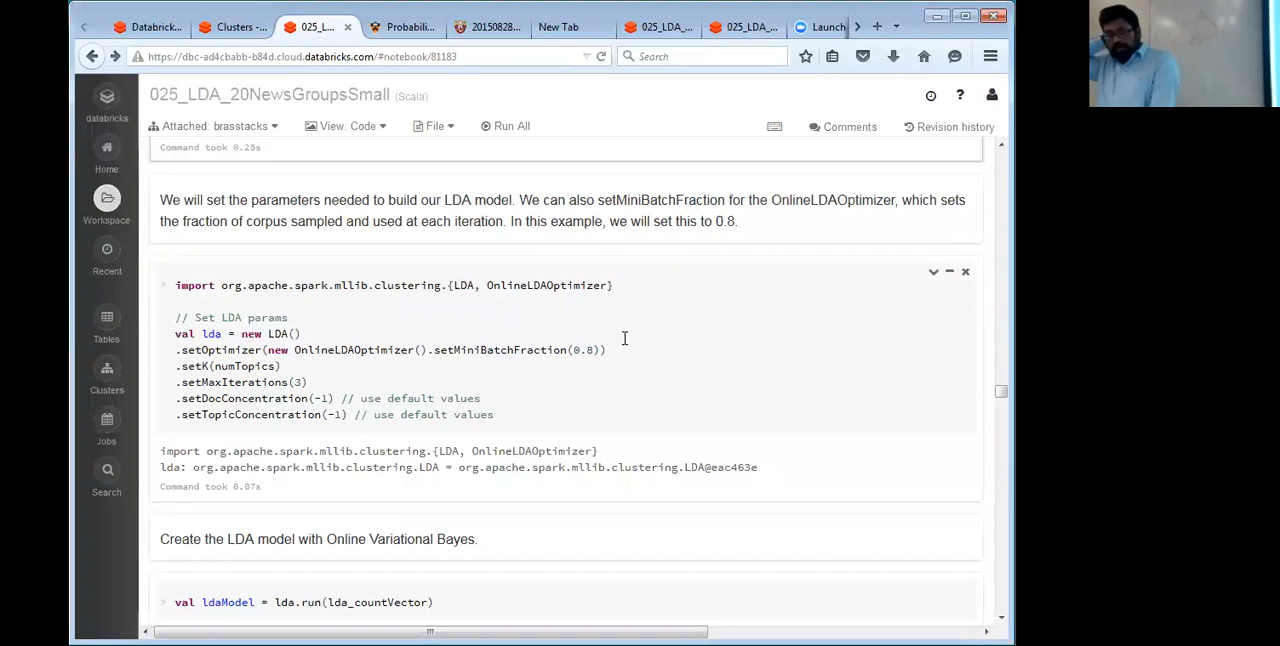 Databrick...
Clusters -...
025_L...
Probabili...
20150828...
New Tab
025_LDA_...
025_LDA_...
Launch
https://dbc-ad4cbabb-b84d.cloud.databricks.com/#notebook/81183
Search
databricks
Home
Workspace
Recent
Tables
Clusters
Jobs
Search
025_LDA_20NewsGroupsSmall (Scala)
Attached: brasstacks
View: Code
File
Run All
Comments
Revision history
Command took 0.25s
We will set the parameters needed to build our LDA model. We can also setMiniBatchFraction for the OnlineLDAOptimizer, which sets
the fraction of corpus sampled and used at each iteration. In this example, we will set this to 0.8.
> import org.apache.spark.mllib.clustering.{LDA, OnlineLDAOptimizer}
// Set LDA params
val lda = new LDA()
.setOptimizer(new OnlineLDAOptimizer().setMiniBatchFraction(0.8))
.setK(numTopics)
.setMaxIterations(3)
.setDocConcentration(-1) // use default values
.setTopicConcentration(-1) // use default values
import org.apache.spark.mllib.clustering.{LDA, OnlineLDAOptimizer}
lda: org.apache.spark.mllib.clustering.LDA = org.apache.spark.mllib.clustering.LDA@eac463e
Command took 0.07s
Create the LDA model with Online Variational Bayes.
> val ldaModel = lda.run(lda_countVector)